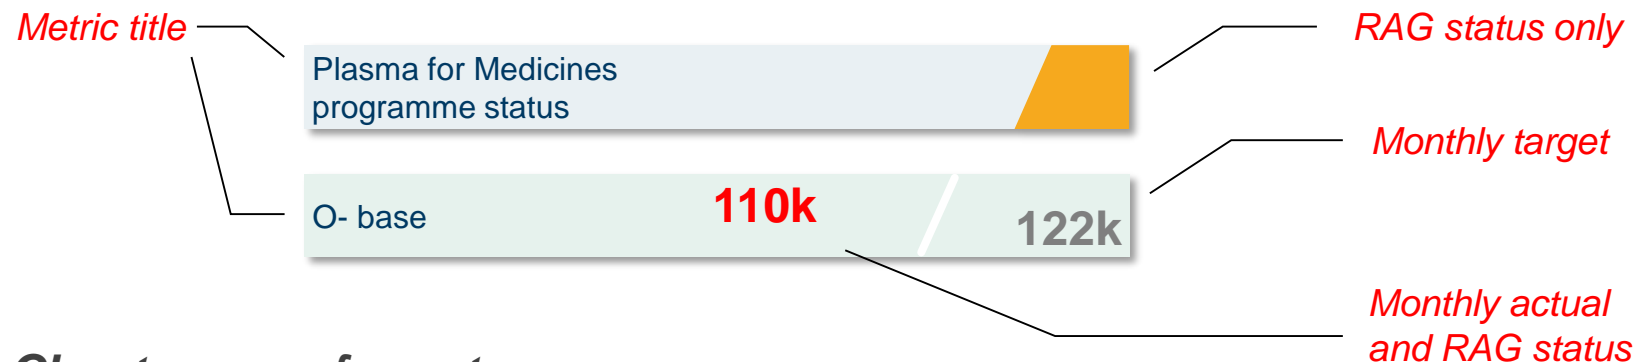 Metric title
RAG status only
Plasma for Medicines
programme status
Monthly target
O- base
110k
122k
Monthly actual
and RAG status